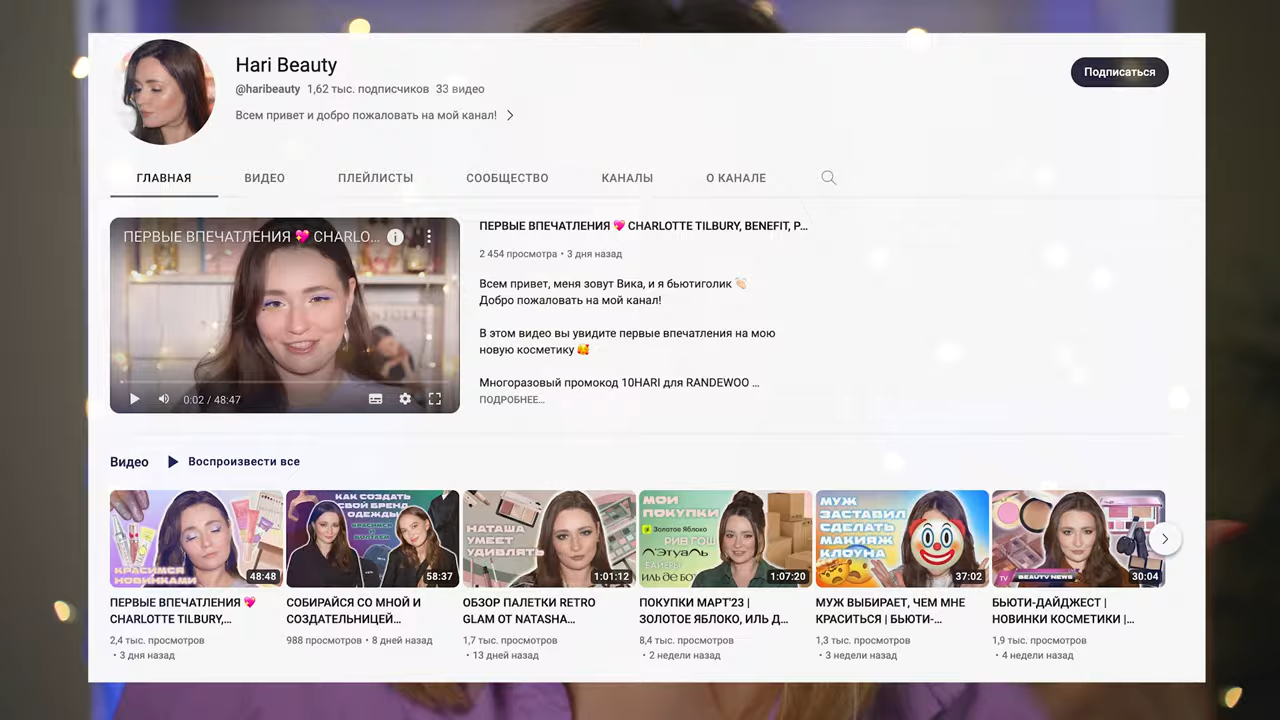 Hari Beauty
@haribeauty 1,62 тыс. подписчиков 33 видео
Всем привет и добро пожаловать на мой канал!
Подписаться
ГЛАВНАЯ ВИДЕО ПЛЕЙЛИСТЫ СООБЩЕСТВО КАНАЛЫ О КАНАЛЕ
ПЕРВЫЕ ВПЕЧАТЛЕНИЯ 💖 CHARLO...
0:02 / 48:47
ПЕРВЫЕ ВПЕЧАТЛЕНИЯ 💖 CHARLOTTE TILBURY, BENEFIT, P...
2 454 просмотра • 3 дня назад
Всем привет, меня зовут Вика, и я бьютиголик 👏🏻
Добро пожаловать на мой канал!
В этом видео вы увидите первые впечатления на мою
новую косметику 🥰
Многоразовый промокод 10HARI для RANDEWOO ...
ПОДРОБНЕЕ...
Видео Воспроизвести все
КРАСИМСЯ
НОВИНКАМИ
48:48
КАК СОЗДАТЬ
СВОЙ БРЕНД
ОДЕЖДЫ
58:37
НАТАША
УМЕЕТ
УДИВЛЯТЬ
1:01:12
МОИ
ПОКУПКИ
Золотое Яблоко
РИВ ГОШ
Л'ЭТУАЛЬ
ИЛЬ ДЕ БО
1:07:20
МУЖ
ЗАСТАВИЛ
СДЕЛАТЬ
МАКИЯЖ
КЛОУНА
37:02
TV BEAUTY NEWS
30:04
ПЕРВЫЕ ВПЕЧАТЛЕНИЯ 💖
CHARLOTTE TILBURY,...
2,4 тыс. просмотров
• 3 дня назад
СОБИРАЙСЯ СО МНОЙ И
СОЗДАТЕЛЬНИЦЕЙ...
988 просмотров • 8 дней назад
ОБЗОР ПАЛЕТКИ RETRO
GLAM ОТ NATASHA...
1,7 тыс. просмотров
• 13 дней назад
ПОКУПКИ МАРТ'23 |
ЗОЛОТОЕ ЯБЛОКО, ИЛЬ Д...
8,4 тыс. просмотров
• 2 недели назад
МУЖ ВЫБИРАЕТ, ЧЕМ МНЕ
КРАСИТЬСЯ | БЬЮТИ-...
1,3 тыс. просмотров
• 3 недели назад
БЬЮТИ-ДАЙДЖЕСТ |
НОВИНКИ КОСМЕТИКИ |...
1,9 тыс. просмотров
• 4 недели назад